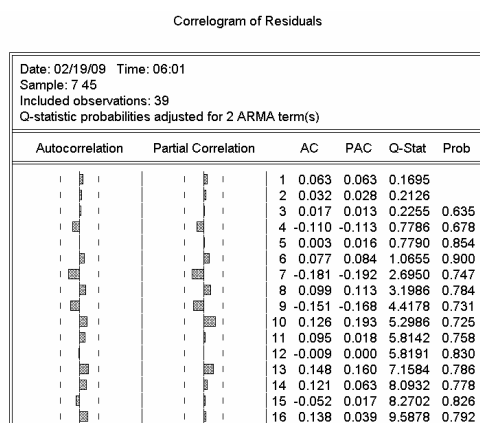 Correlogram of Residuals
Date: 02/19/09 Time: 06:01
Sample: 7 45
Included observations: 39
Q-statistic probabilities adjusted for 2 ARMA term(s)
Autocorrelation Partial Correlation AC PAC Q-Stat Prob
1 0.063 0.063 0.1695
2 0.032 0.028 0.2126
3 0.017 0.013 0.2255 0.635
4 -0.110 -0.113 0.7786 0.678
5 0.003 0.016 0.7790 0.854
6 0.077 0.084 1.0655 0.900
7 -0.181 -0.192 2.6950 0.747
8 0.099 0.113 3.1986 0.784
9 -0.151 -0.168 4.4178 0.731
10 0.126 0.193 5.2986 0.725
11 0.095 0.018 5.8142 0.758
12 -0.009 0.000 5.8191 0.830
13 0.148 0.160 7.1584 0.786
14 0.121 0.063 8.0932 0.778
15 -0.052 0.017 8.2702 0.826
16 0.138 0.039 9.5878 0.792